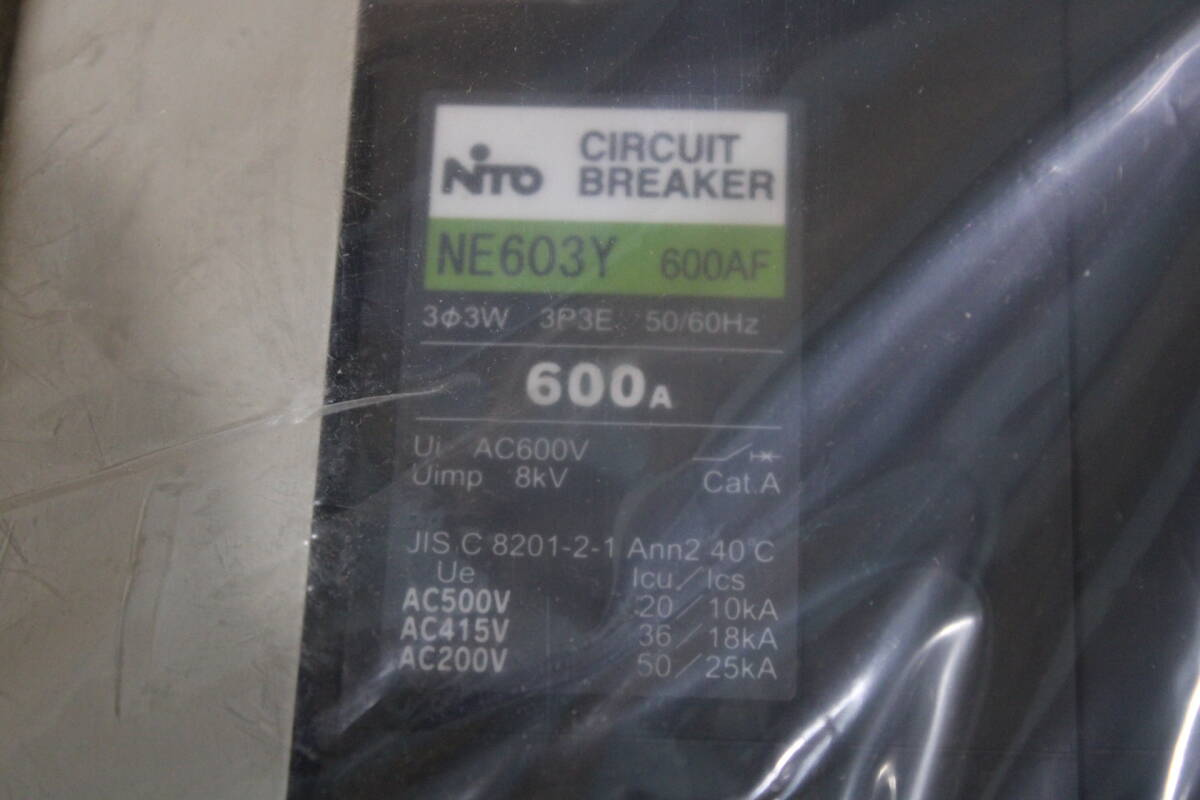 NITO CIRCUIT BREAKER
NE603Y 600AF
3φ3W 3P3E 50/60Hz
600A
Ui AC600V
Uimp 8kV Cat.A
JIS C 8201-2-1 Ann2 40°C
Ue Icu/Ics
AC500V 20/10kA
AC415V 36/18kA
AC200V 50/25kA